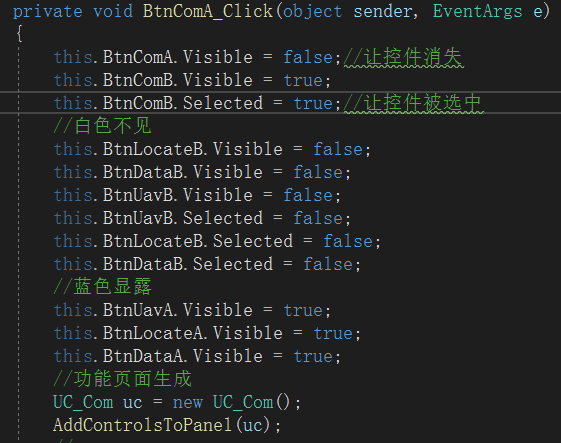 private void BtnComA_Click(object sender, EventArgs e)
{
this.BtnComA.Visible = false;//让控件消失
this.BtnComB.Visible = true;
this.BtnComB.Selected = true;//让控件被选中
//白色不见
this.BtnLocateB.Visible = false;
this.BtnDataB.Visible = false;
this.BtnUavB.Visible = false;
this.BtnUavB.Selected = false;
this.BtnLocateB.Selected = false;
this.BtnDataB.Selected = false;
//蓝色显露
this.BtnUavA.Visible = true;
this.BtnLocateA.Visible = true;
this.BtnDataA.Visible = true;
//功能页面生成
UC_Com uc = new UC_Com();
AddControlsToPanel(uc);